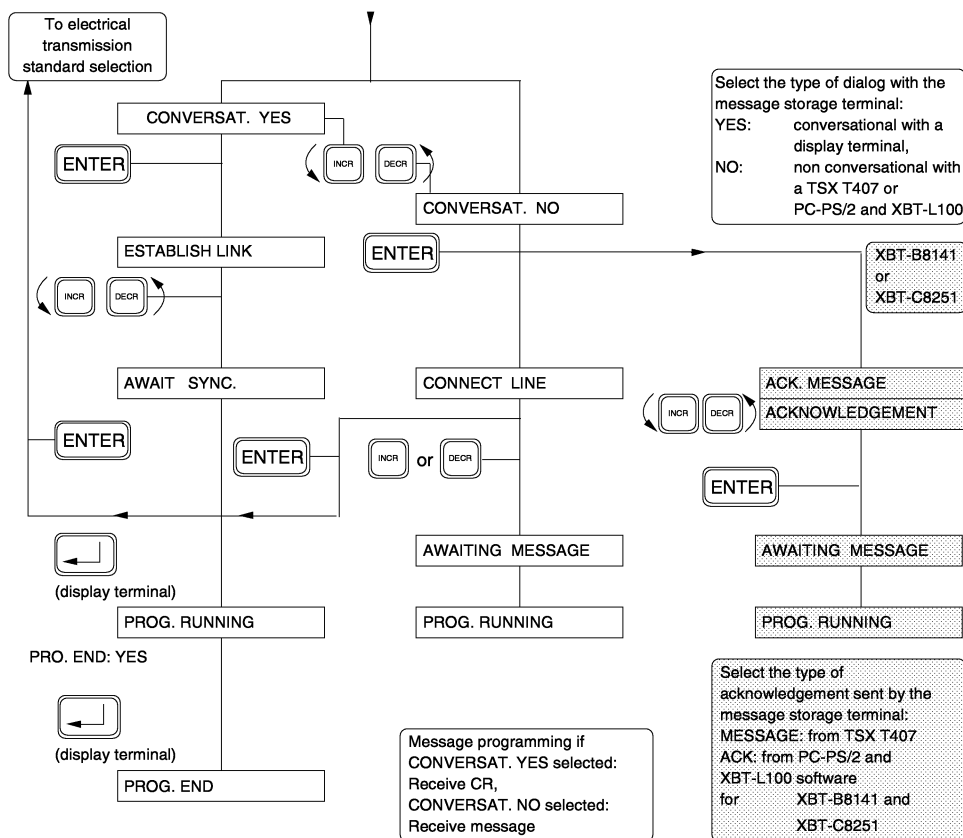 To electrical
transmission
standard selection
CONVERSAT. YES
ENTER
INCR
DECR
CONVERSAT. NO
Select the type of dialog with the
message storage terminal:
YES: conversational with a
display terminal,
NO: non conversational with
a TSX T407 or
PC-PS/2 and XBT-L100
ESTABLISH LINK
ENTER
XBT-B8141
or
XBT-C8251
INCR
DECR
AWAIT SYNC.
CONNECT LINE
ACK. MESSAGE
ACKNOWLEDGEMENT
INCR
DECR
ENTER
ENTER
INCR or DECR
ENTER
(display terminal)
AWAITING MESSAGE
AWAITING MESSAGE
PROG. RUNNING
PROG. RUNNING
PROG. RUNNING
PRO. END: YES
(display terminal)
PROG. END
Message programming if
CONVERSAT. YES selected:
Receive CR,
CONVERSAT. NO selected:
Receive message
Select the type of
acknowledgement sent by the
message storage terminal:
MESSAGE: from TSX T407
ACK: from PC-PS/2 and
XBT-L100 software
for XBT-B8141 and
XBT-C8251